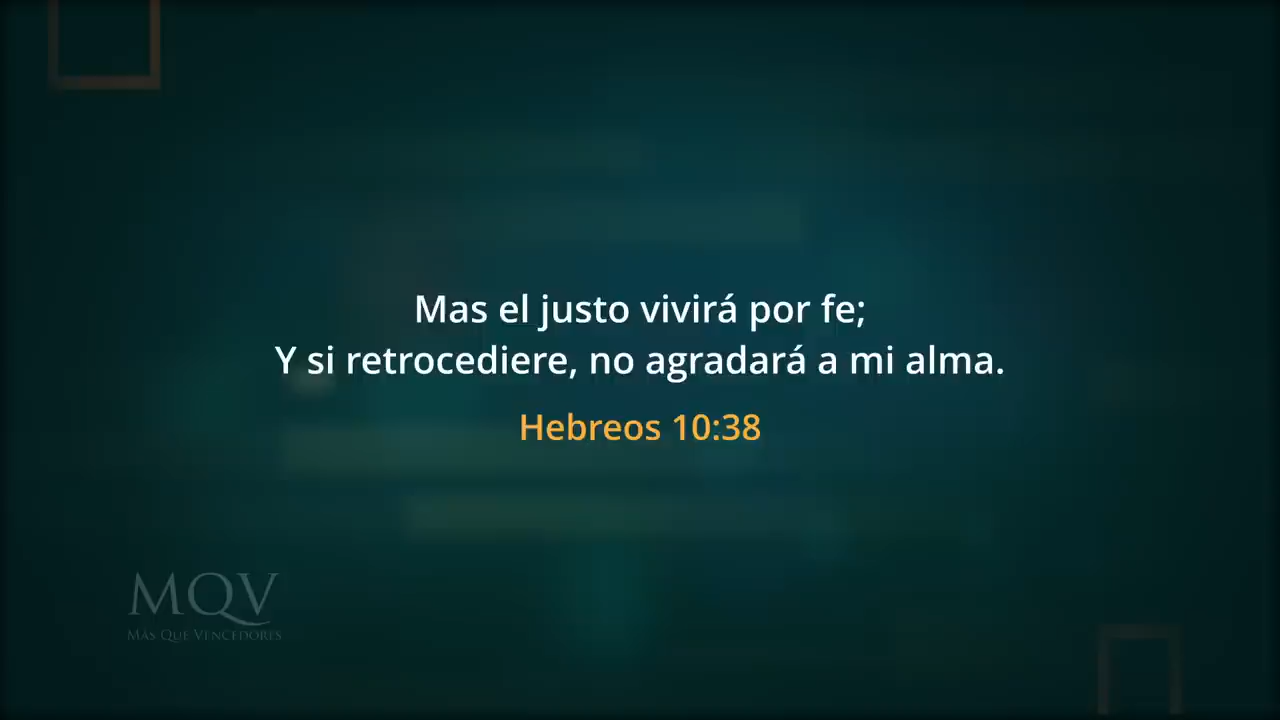 Mas el justo vivirá por fe;
Y si retrocediere, no agradará a mi alma.
Hebreos 10:38
MQV
MÁS QUE VENCEDORES